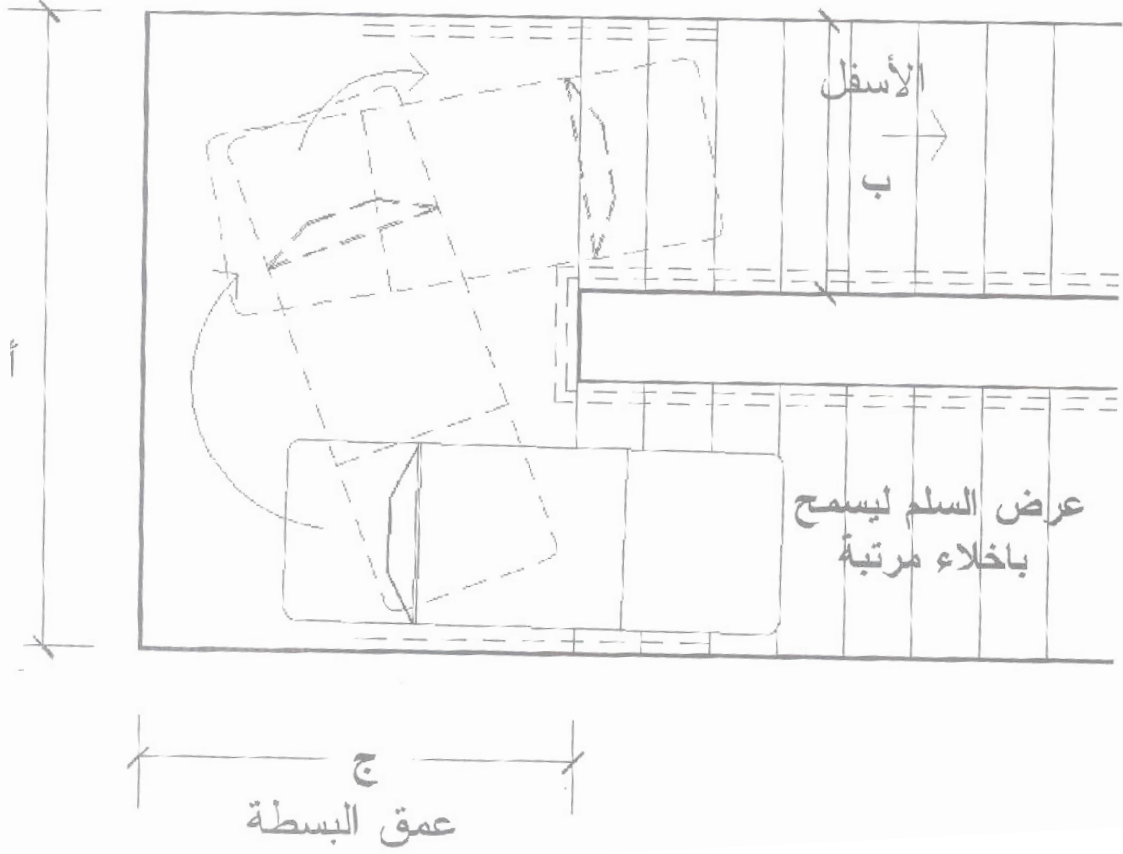 الأسفل
ب
أ
عرض السلم ليسمح
باخلاء مرتبة
ج
عمق البسطة